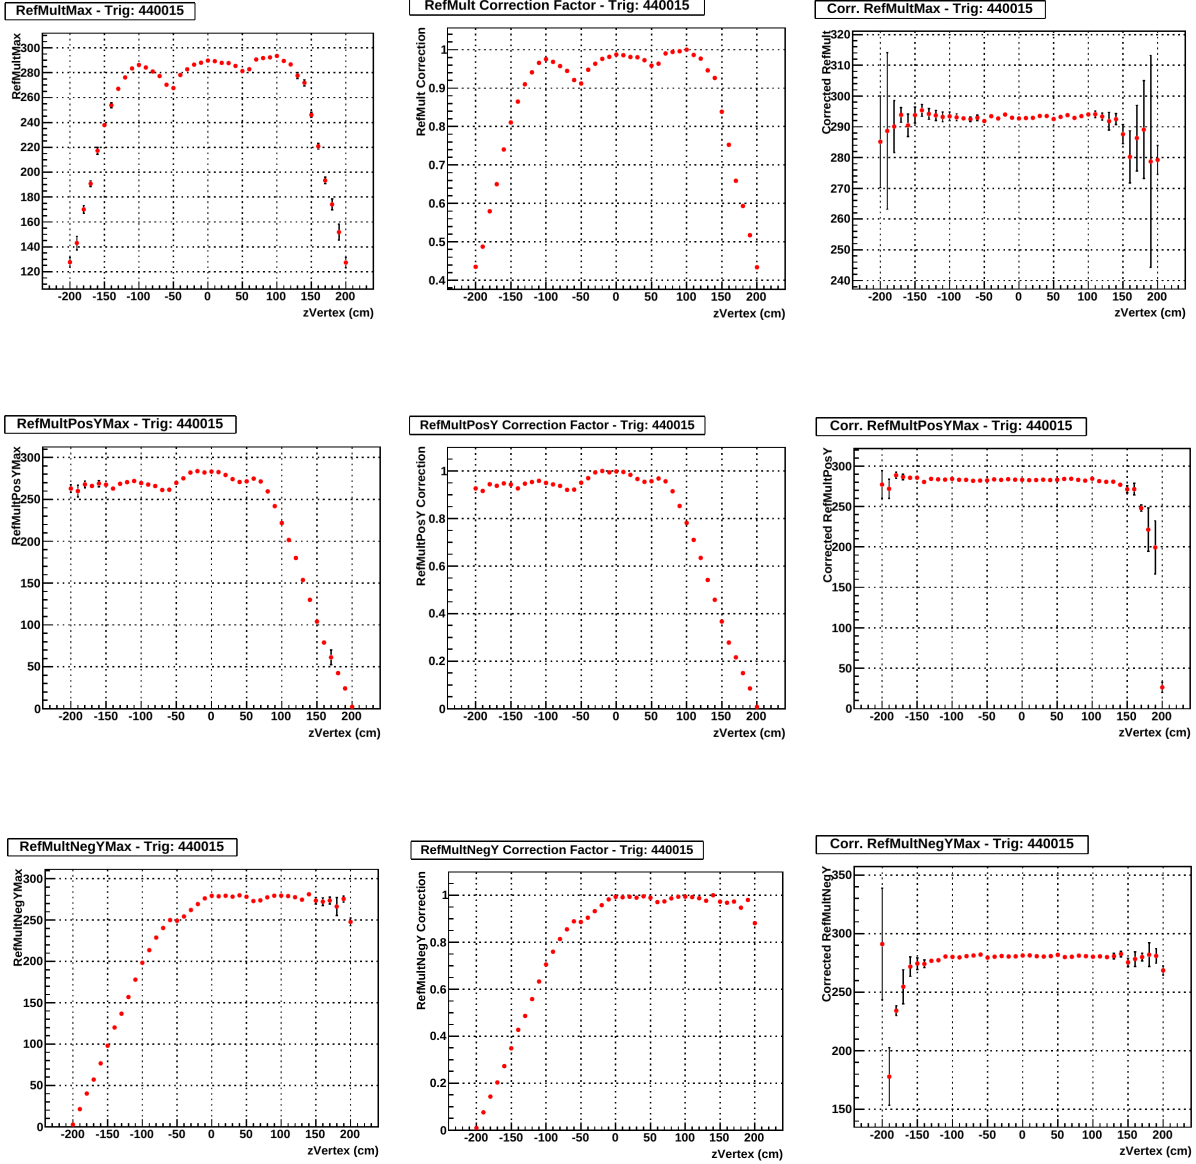 RefMultMax - Trig: 440015
RefMult Correction Factor - Trig: 440015
Corr. RefMultMax - Trig: 440015
RefMultMax
300
280
260
240
220
200
180
160
140
120
-200 -150 -100 -50 0 50 100 150 200
zVertex (cm)
RefMult Correction
1
0.9
0.8
0.7
0.6
0.5
0.4
-200 -150 -100 -50 0 50 100 150 200
zVertex (cm)
Corrected RefMult
320
310
300
290
280
270
260
250
240
-200 -150 -100 -50 0 50 100 150 200
zVertex (cm)
RefMultPosYMax - Trig: 440015
RefMultPosY Correction Factor - Trig: 440015
Corr. RefMultPosYMax - Trig: 440015
RefMultPosYMax
300
250
200
150
100
50
0
-200 -150 -100 -50 0 50 100 150 200
zVertex (cm)
RefMultPosY Correction
1
0.8
0.6
0.4
0.2
0
-200 -150 -100 -50 0 50 100 150 200
zVertex (cm)
Corrected RefMultPosY
300
250
200
150
100
50
0
-200 -150 -100 -50 0 50 100 150 200
zVertex (cm)
RefMultNegYMax - Trig: 440015
RefMultNegY Correction Factor - Trig: 440015
Corr. RefMultNegYMax - Trig: 440015
RefMultNegYMax
300
250
200
150
100
50
0
-200 -150 -100 -50 0 50 100 150 200
zVertex (cm)
RefMultNegY Correction
1
0.8
0.6
0.4
0.2
0
-200 -150 -100 -50 0 50 100 150 200
zVertex (cm)
Corrected RefMultNegY
350
300
250
200
150
-200 -150 -100 -50 0 50 100 150 200
zVertex (cm)